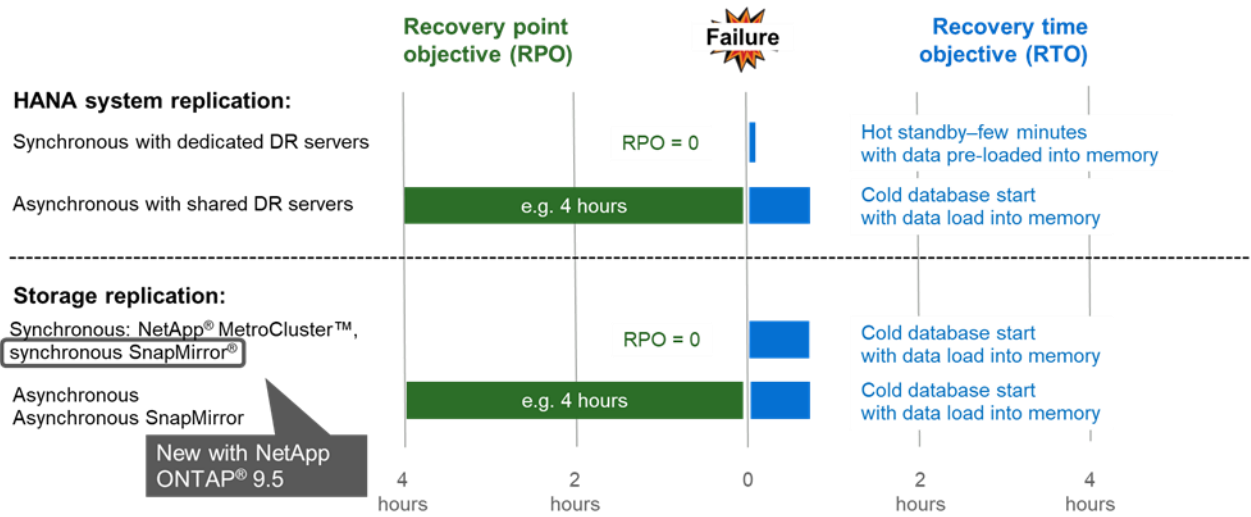 Recovery point
objective (RPO)
Failure
Recovery time
objective (RTO)
HANA system replication:
Synchronous with dedicated DR servers
RPO = 0
Hot standby–few minutes
with data pre-loaded into memory
Asynchronous with shared DR servers
e.g. 4 hours
Cold database start
with data load into memory
Storage replication:
Synchronous: NetApp® MetroCluster™,
synchronous SnapMirror®
RPO = 0
Cold database start
with data load into memory
Asynchronous
Asynchronous SnapMirror
e.g. 4 hours
Cold database start
with data load into memory
New with NetApp
ONTAP® 9.5
4
hours
2
hours
0
2
hours
4
hours